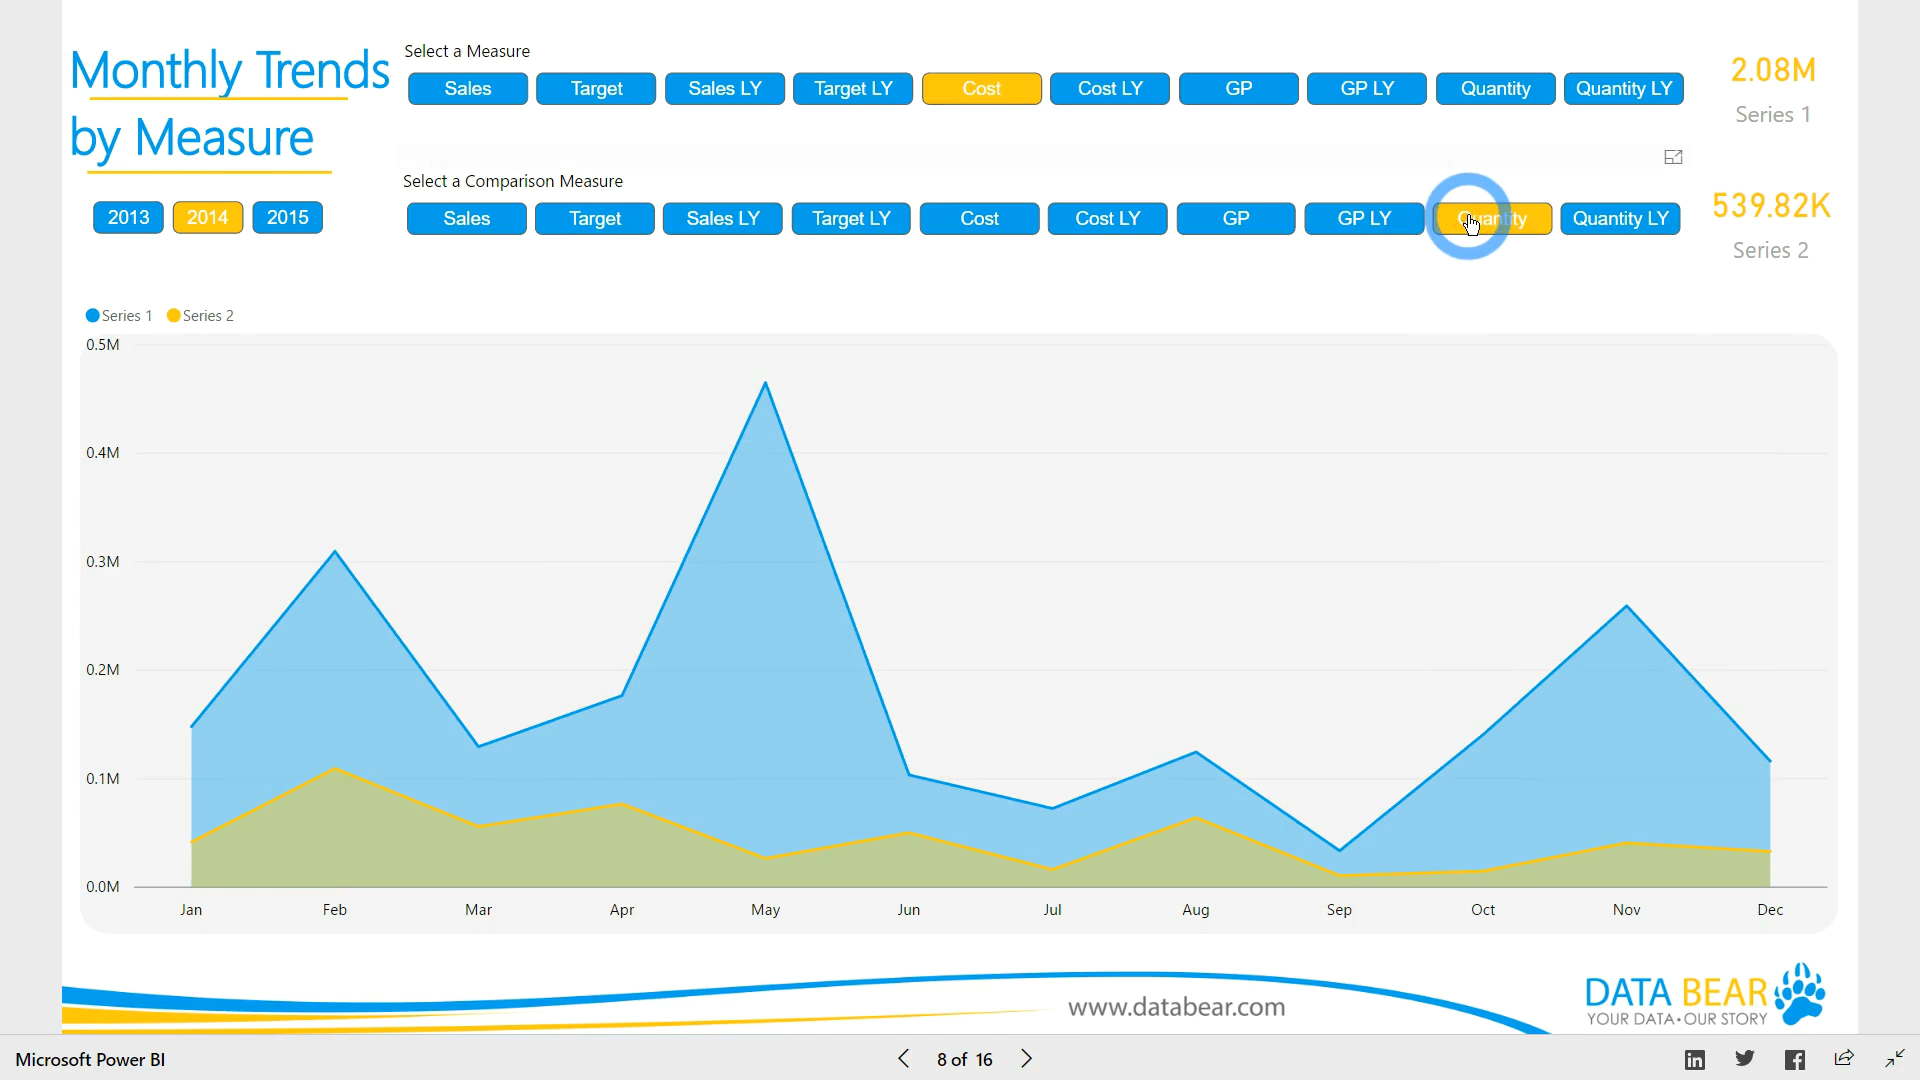 Monthly Trends
by Measure
Select a Measure
Sales
Target
Sales LY
Target LY
Cost
Cost LY
GP
GP LY
Quantity
Quantity LY
2.08M
Series 1
Select a Comparison Measure
2013
2014
2015
Sales
Target
Sales LY
Target LY
Cost
Cost LY
GP
GP LY
Quantity
Quantity LY
539.82K
Series 2
Series 1
Series 2
0.5M
0.4M
0.3M
0.2M
0.1M
0.0M
Jan
Feb
Mar
Apr
May
Jun
Jul
Aug
Sep
Oct
Nov
Dec
www.databear.com
DATA BEAR
YOUR DATA•OUR STORY
Microsoft Power BI
8 of 16